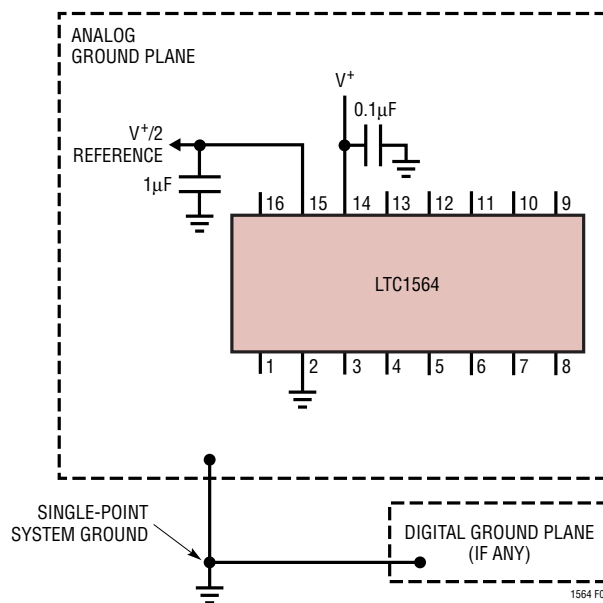 ANALOG
GROUND PLANE
V+
0.1µF
V+/2
REFERENCE
1µF
16 15 14 13 12 11 10 9
LTC1564
1 2 3 4 5 6 7 8
SINGLE-POINT
SYSTEM GROUND
DIGITAL GROUND PLANE
(IF ANY)